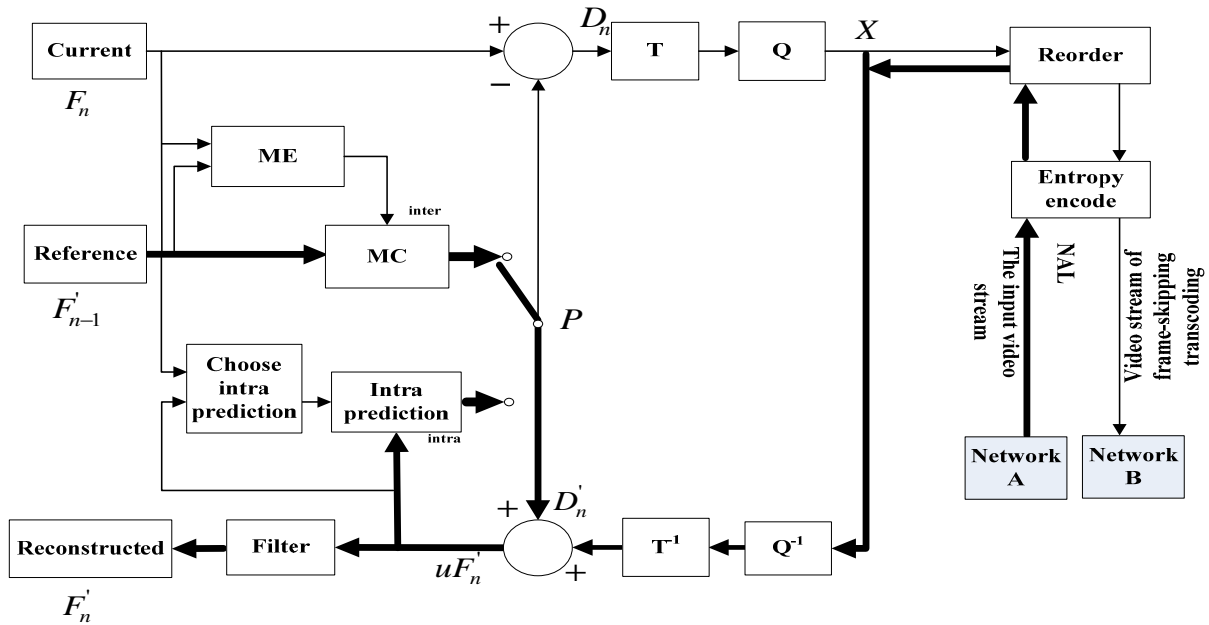 +
D_n
X
Current
T
Q
Reorder
−
F_n
ME
Entropy
encode
inter
Reference
MC
NAL
The input video
stream
Video stream of
frame-skipping
transcoding
F'_{n-1}
P
Choose
intra
prediction
Intra
prediction
intra
Network
A
Network
B
+
D'_n
Reconstructed
Filter
uF'_n
+
T^{-1}
Q^{-1}
F'_n